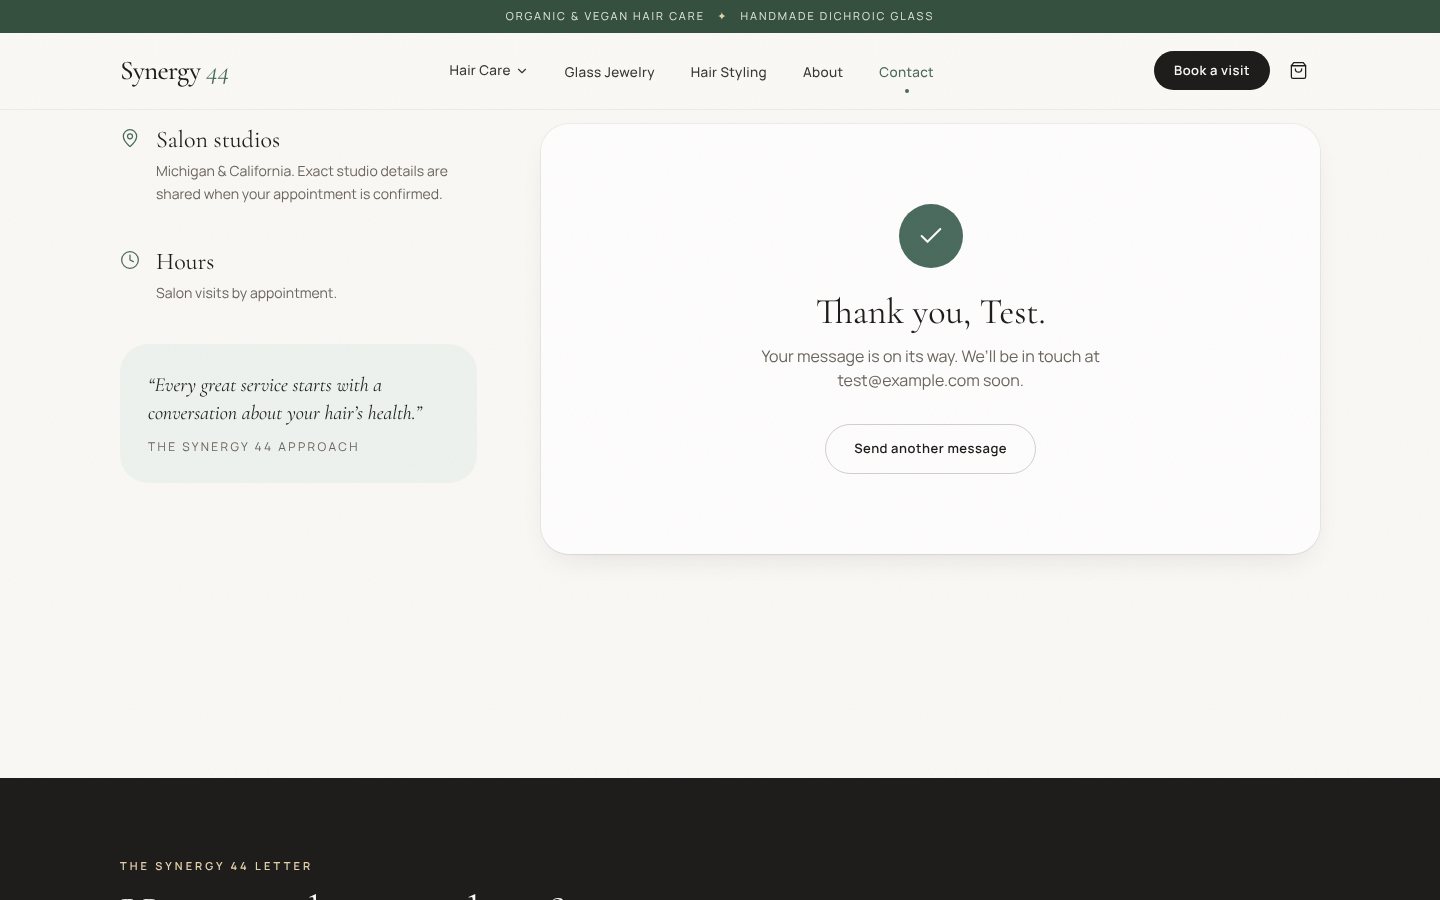 ORGANIC & VEGAN HAIR CARE ✦ HANDMADE DICHROIC GLASS
Synergy 44
Hair Care
Glass Jewelry
Hair Styling
About
Contact
Book a visit
Salon studios
Michigan & California. Exact studio details are
shared when your appointment is confirmed.
Hours
Salon visits by appointment.
“Every great service starts with a
conversation about your hair’s health.”
THE SYNERGY 44 APPROACH
Thank you, Test.
Your message is on its way. We’ll be in touch at
test@example.com soon.
Send another message
THE SYNERGY 44 LETTER